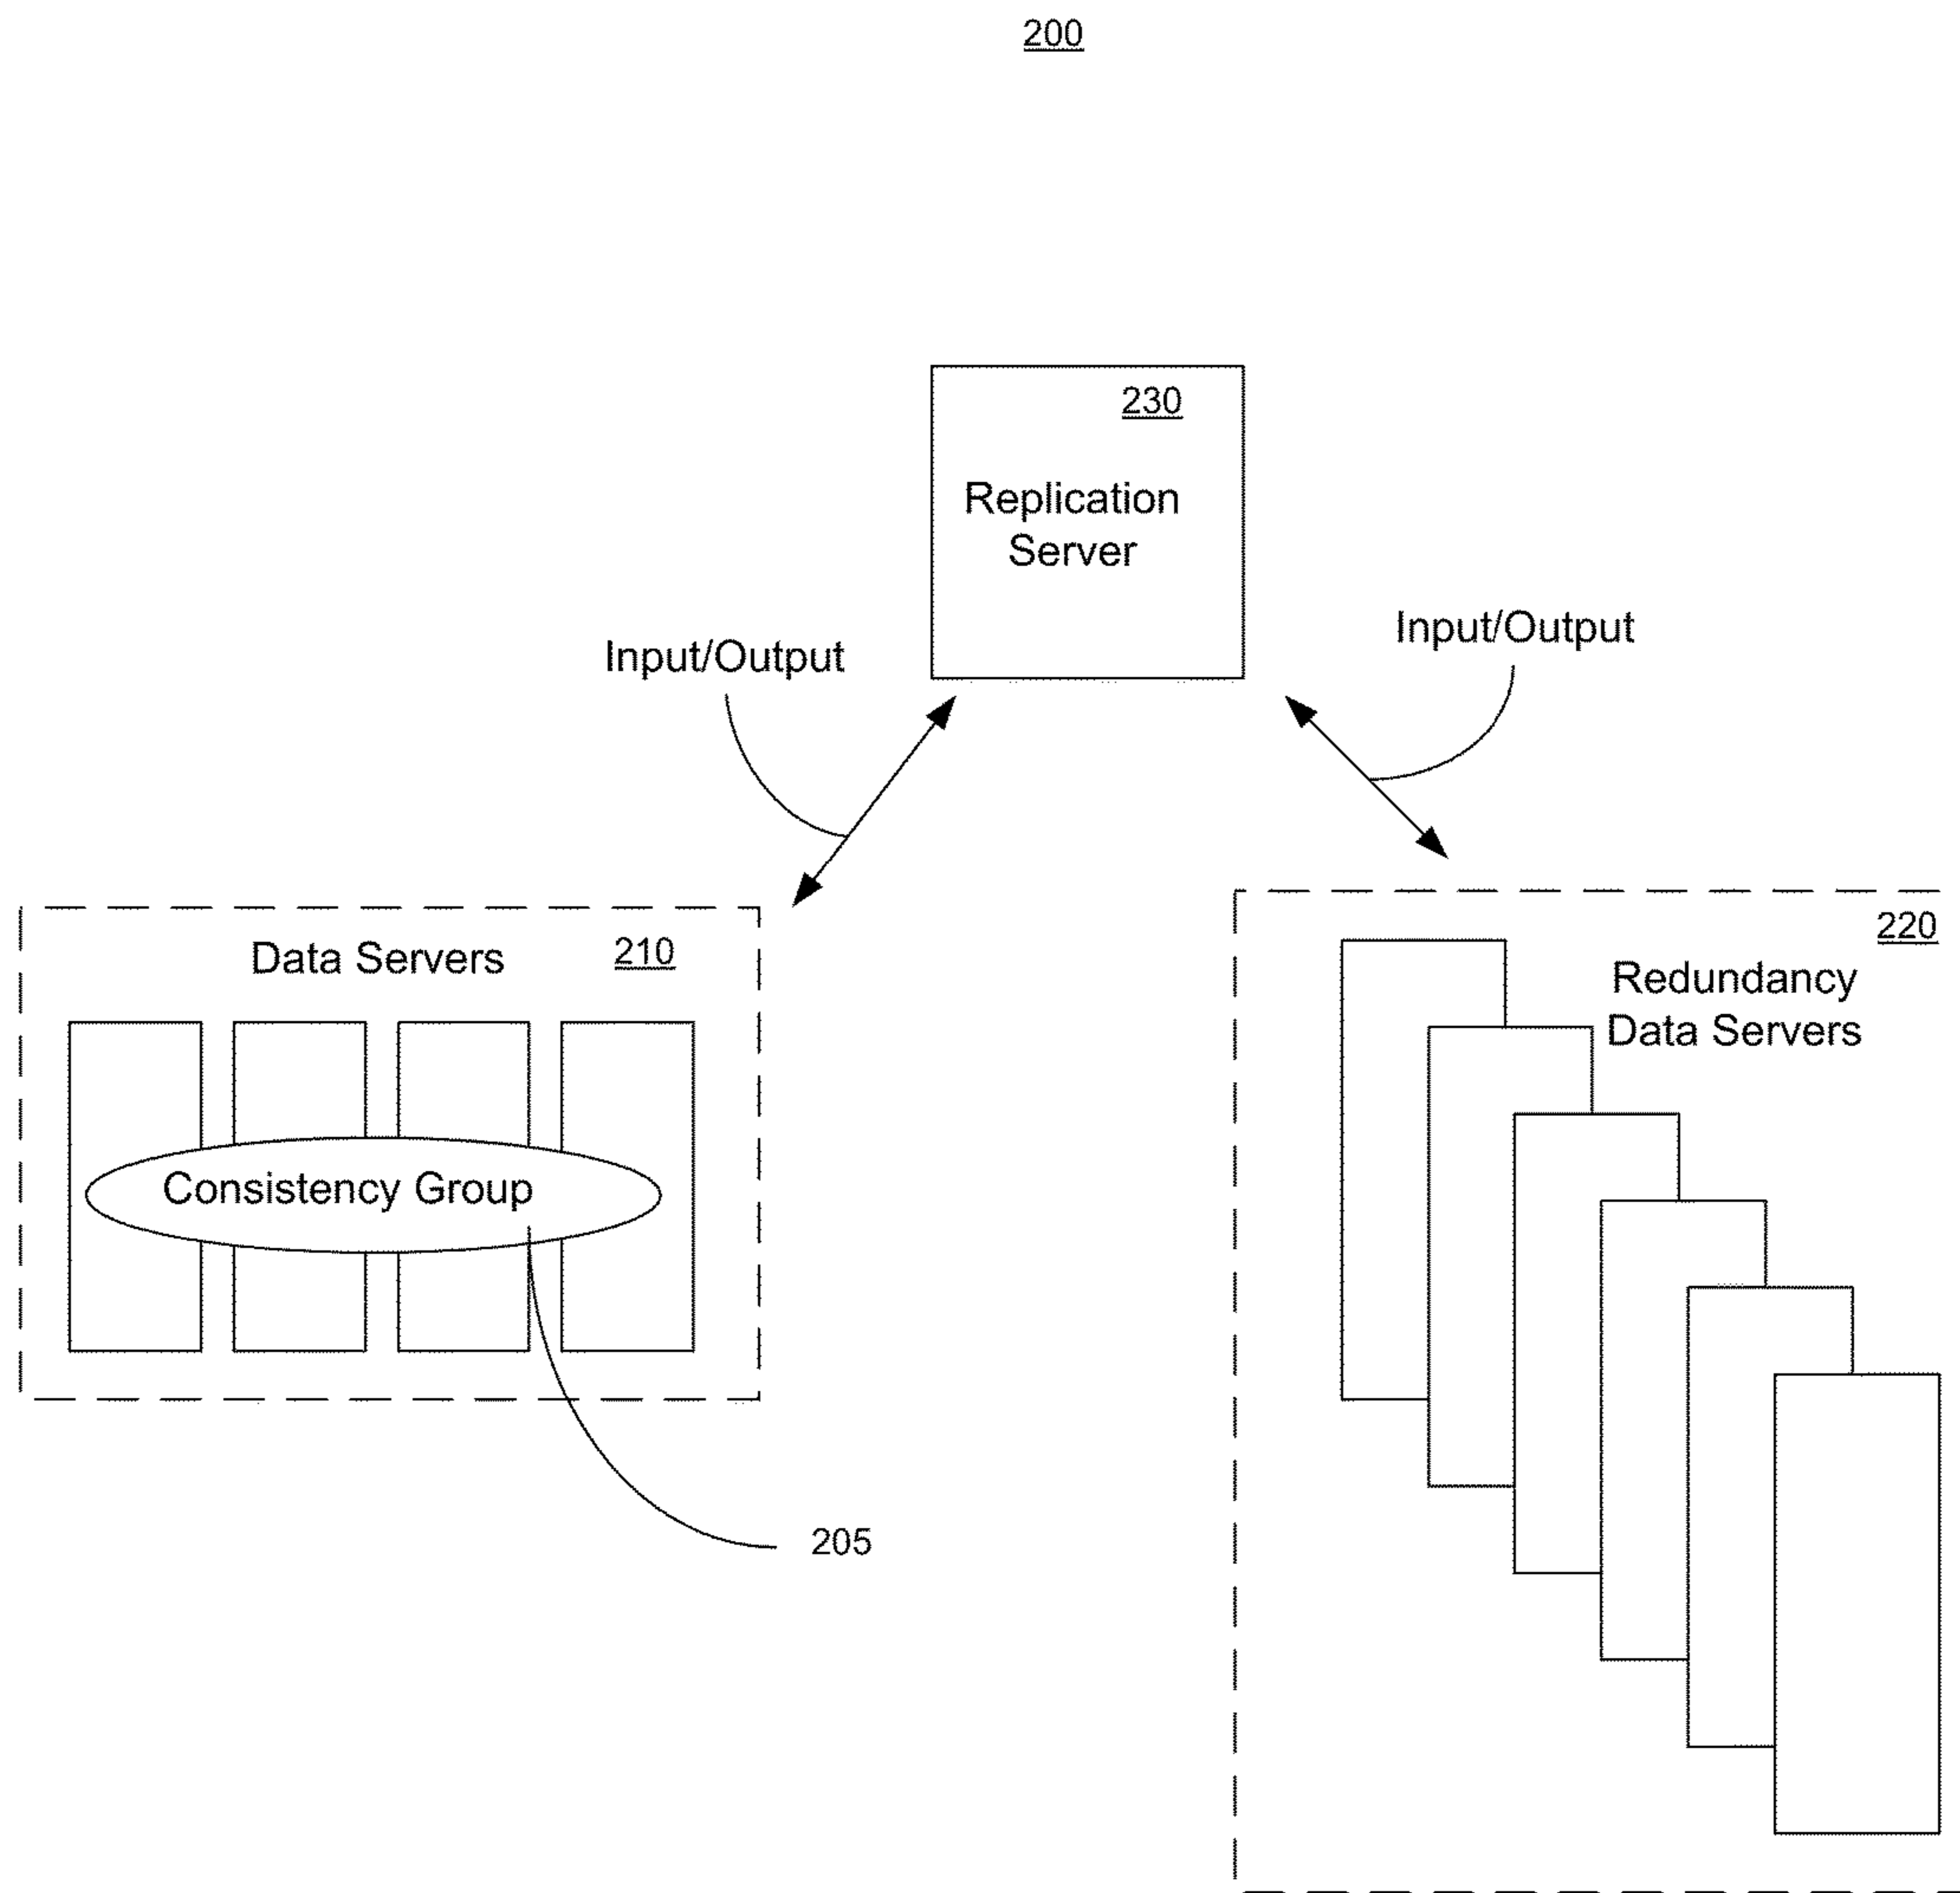 200
230
Replication
Server
Input/Output
Input/Output
Data Servers 210
220
Redundancy
Data Servers
Consistency Group
205